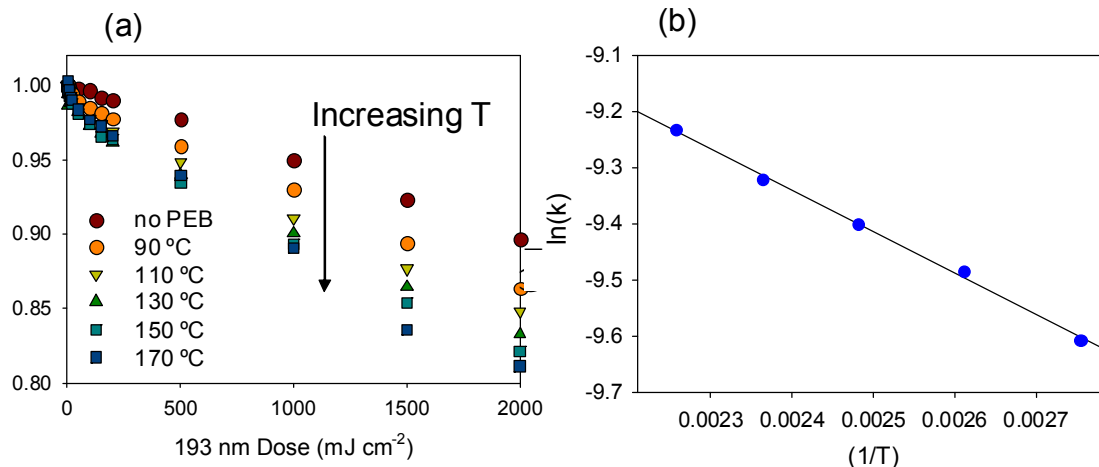 (a)
1.00
0.95
0.90
0.85
0.80
Increasing T
no PEB
90 ºC
110 ºC
130 ºC
150 ºC
170 ºC
0 500 1000 1500 2000
193 nm Dose (mJ cm-2)
(b)
ln(k)
-9.1
-9.2
-9.3
-9.4
-9.5
-9.6
-9.7
0.0023 0.0024 0.0025 0.0026 0.0027
(1/T)